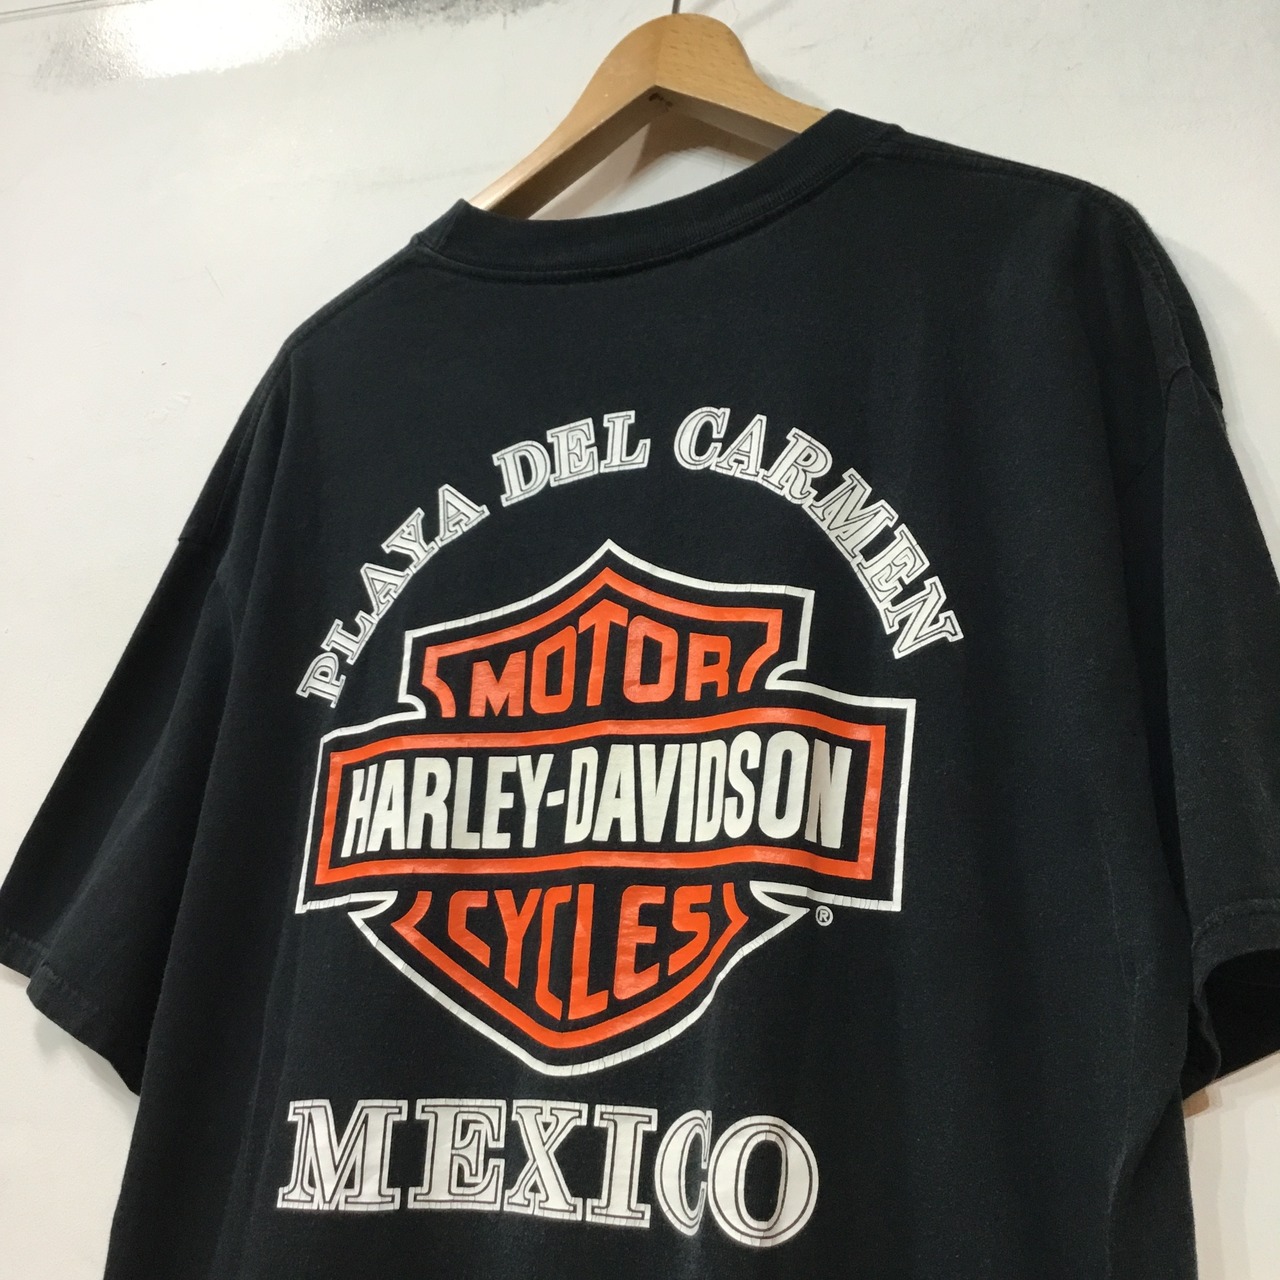 PLAYA DEL CARMEN
MOTOR
HARLEY-DAVIDSON
CYCLES
®
MEXICO